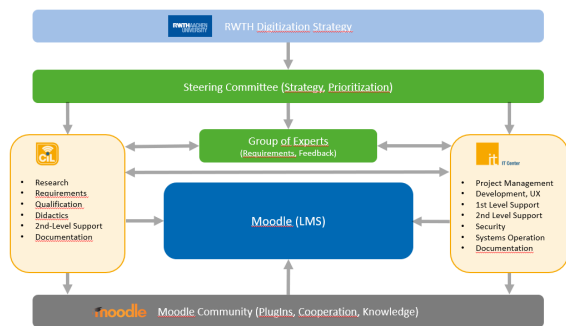 RWTH AACHEN
UNIVERSITY
RWTH Digitization Strategy
Steering Committee (Strategy, Prioritization)
Group of Experts
(Requirements, Feedback)
CiL
• Research
• Requirements
• Qualification
• Didactics
• 2nd-Level Support
• Documentation
Moodle (LMS)
it IT Center
• Project Management
• Development, UX
• 1st Level Support
• 2nd Level Support
• Security
• Systems Operation
• Documentation
moodle Moodle Community (PlugIns, Cooperation, Knowledge)